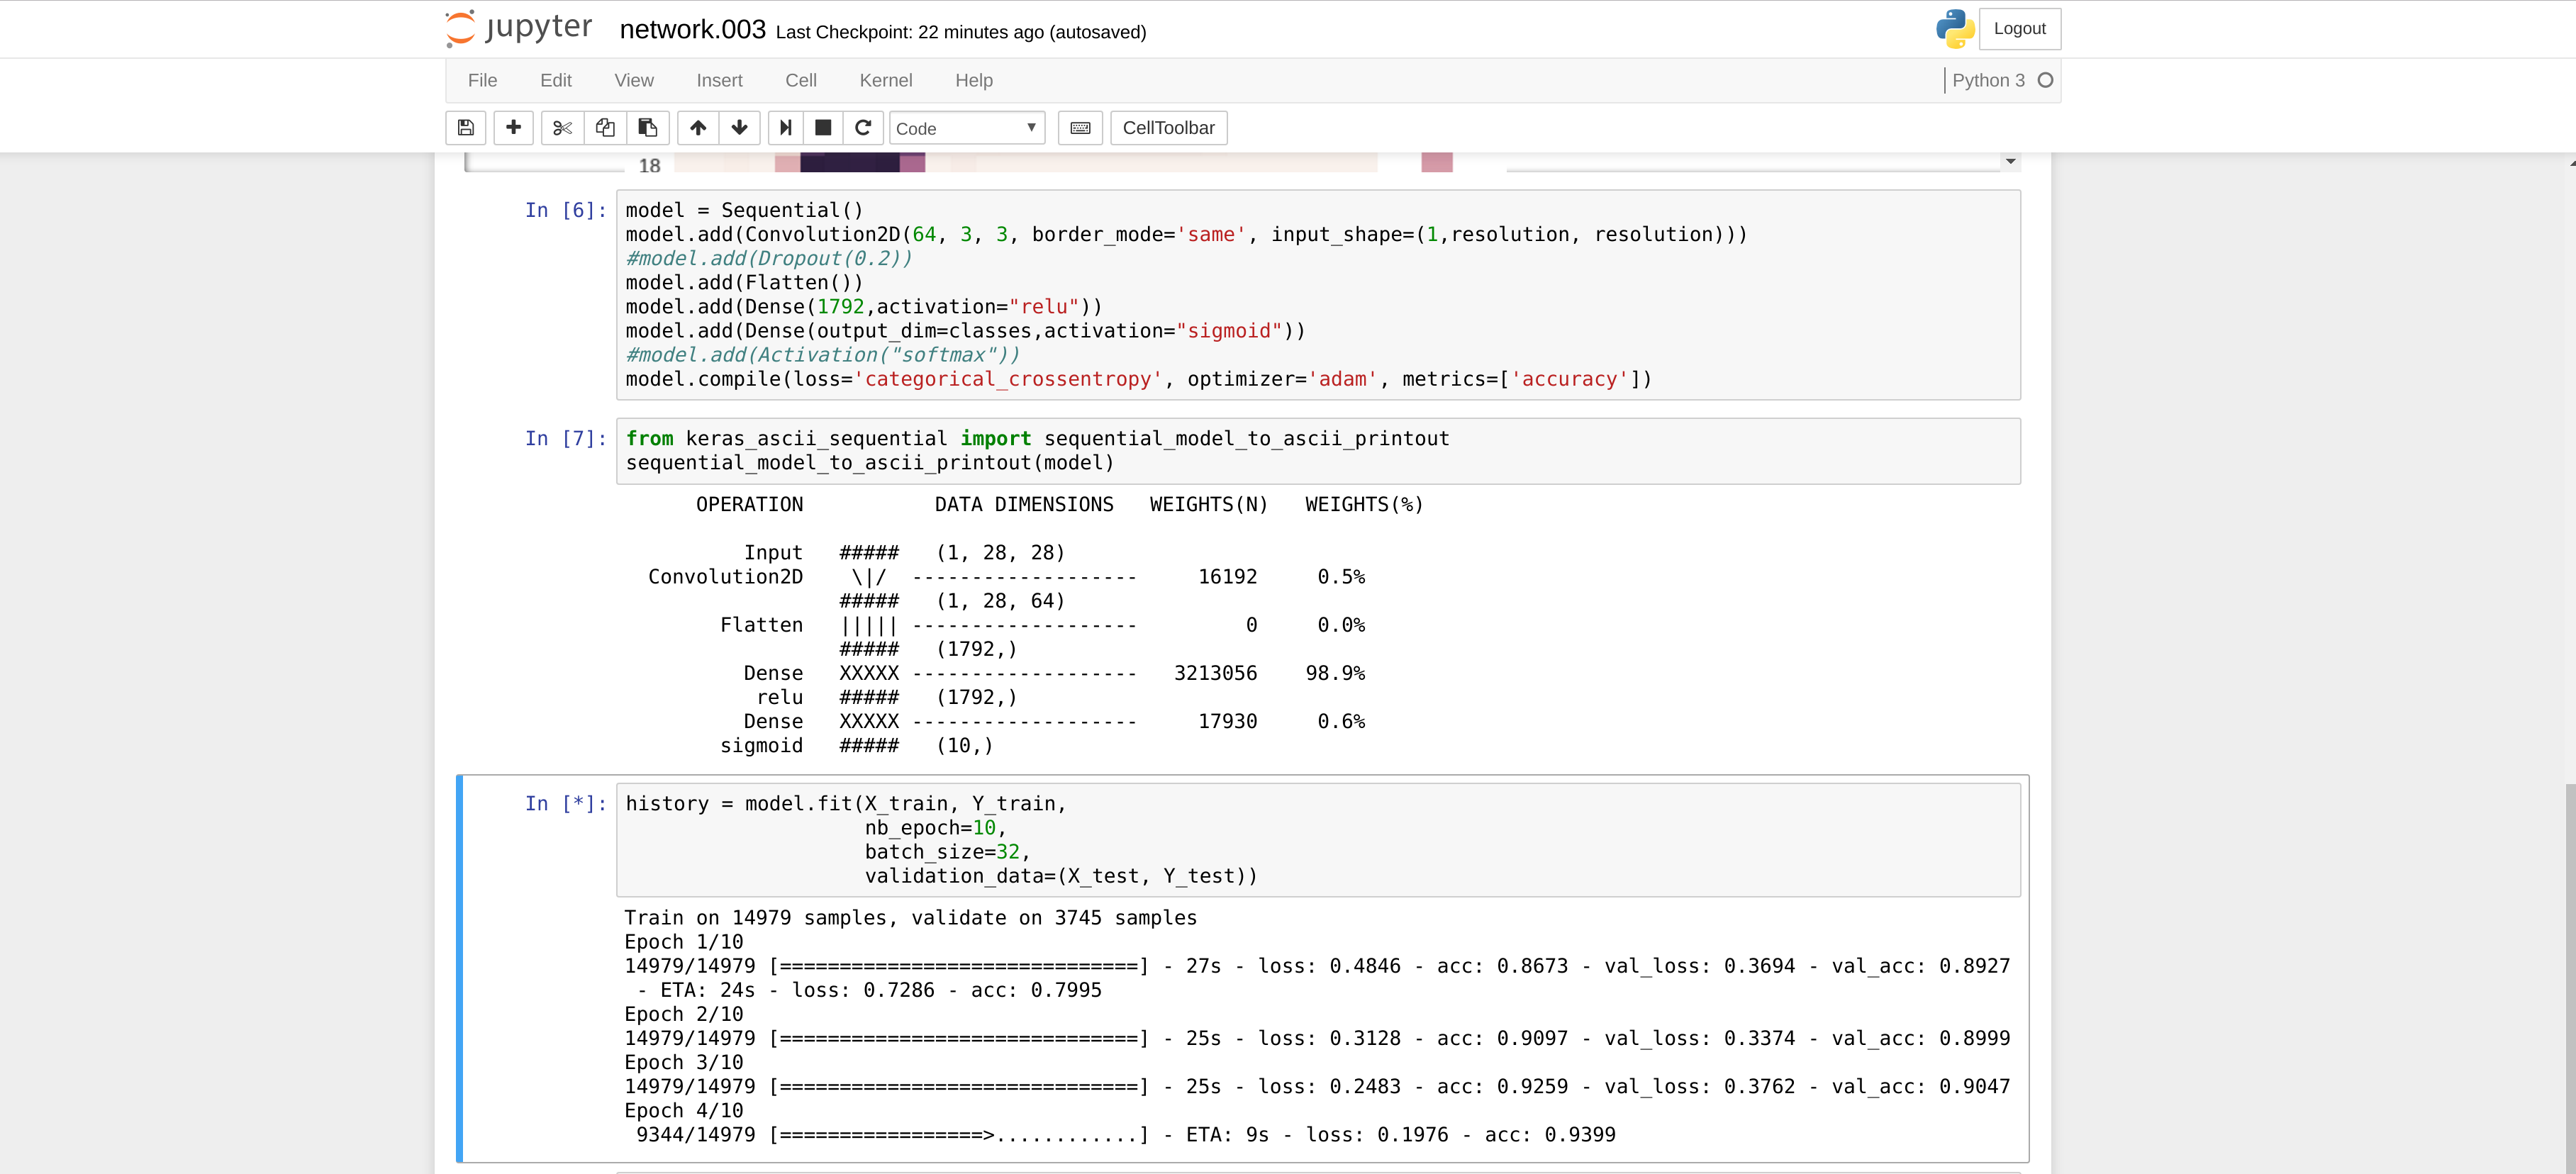 jupyter network.003 Last Checkpoint: 22 minutes ago (autosaved) Logout
File Edit View Insert Cell Kernel Help Python 3
Code CellToolbar
18
In [6]: model = Sequential()
model.add(Convolution2D(64, 3, 3, border_mode='same', input_shape=(1,resolution, resolution)))
#model.add(Dropout(0.2))
model.add(Flatten())
model.add(Dense(1792,activation="relu"))
model.add(Dense(output_dim=classes,activation="sigmoid"))
#model.add(Activation("softmax"))
model.compile(loss='categorical_crossentropy', optimizer='adam', metrics=['accuracy'])
In [7]: from keras_ascii_sequential import sequential_model_to_ascii_printout
sequential_model_to_ascii_printout(model)
OPERATION           DATA DIMENSIONS   WEIGHTS(N)   WEIGHTS(%)
Input   #####   (1, 28, 28)
Convolution2D    \|/  -------------------     16192     0.5%
#####   (1, 28, 64)
Flatten   ||||| -------------------         0     0.0%
#####   (1792,)
Dense   XXXXX -------------------   3213056    98.9%
relu   #####   (1792,)
Dense   XXXXX -------------------     17930     0.6%
sigmoid   #####   (10,)
In [*]: history = model.fit(X_train, Y_train,
nb_epoch=10,
batch_size=32,
validation_data=(X_test, Y_test))
Train on 14979 samples, validate on 3745 samples
Epoch 1/10
14979/14979 [==============================] - 27s - loss: 0.4846 - acc: 0.8673 - val_loss: 0.3694 - val_acc: 0.8927
- ETA: 24s - loss: 0.7286 - acc: 0.7995
Epoch 2/10
14979/14979 [==============================] - 25s - loss: 0.3128 - acc: 0.9097 - val_loss: 0.3374 - val_acc: 0.8999
Epoch 3/10
14979/14979 [==============================] - 25s - loss: 0.2483 - acc: 0.9259 - val_loss: 0.3762 - val_acc: 0.9047
Epoch 4/10
9344/14979 [=================>............] - ETA: 9s - loss: 0.1976 - acc: 0.9399